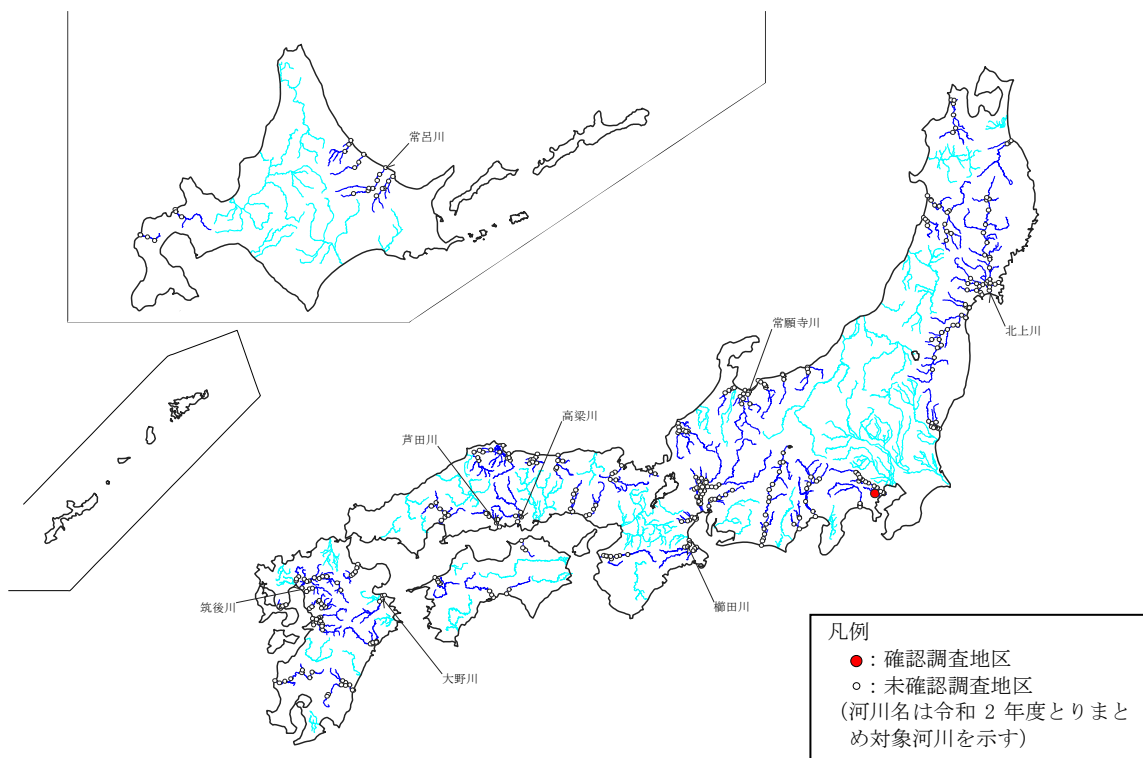 常呂川
北上川
常願寺川
高梁川
芦田川
筑後川
櫛田川
大野川
凡例
: 確認調査地区
: 未確認調査地区
(河川名は令和 2 年度とりまと
め対象河川を示す)